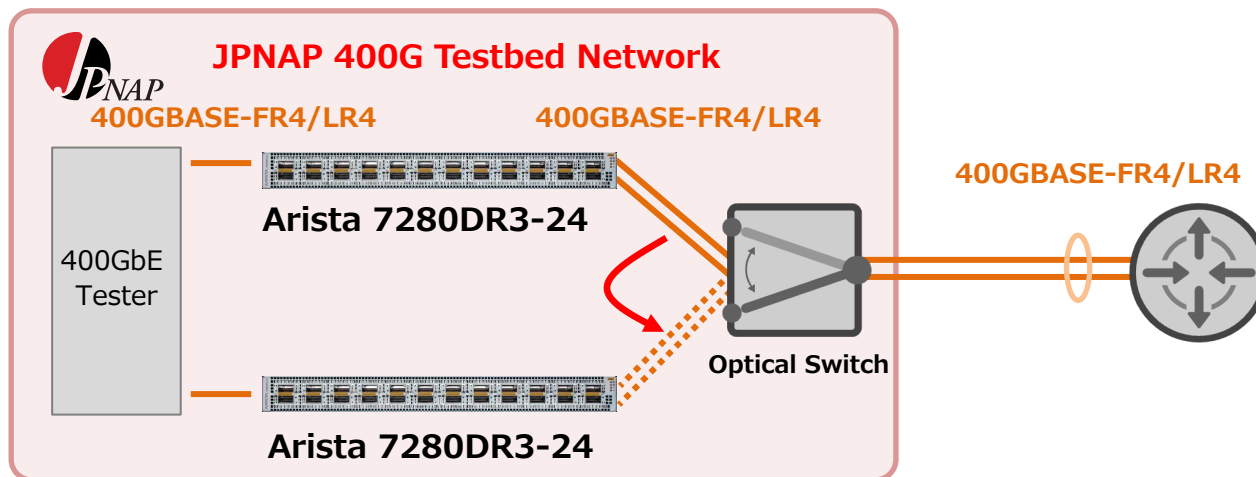 JPNAP 400G Testbed Network
JPNAP
400GBASE-FR4/LR4
400GBASE-FR4/LR4
400GBASE-FR4/LR4
Arista 7280DR3-24
400GbE
Tester
Optical Switch
Arista 7280DR3-24